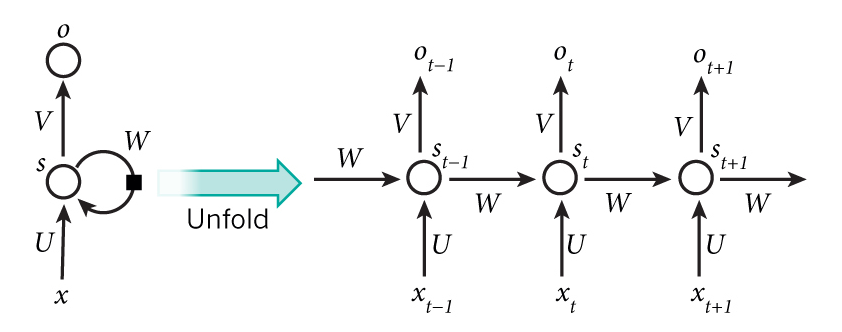 o
V
W
s
U
x
Unfold
o_{t-1} o_t o_{t+1}
V V V
W s_{t-1} s_t s_{t+1}
W W W
U U U
x_{t-1} x_t x_{t+1}